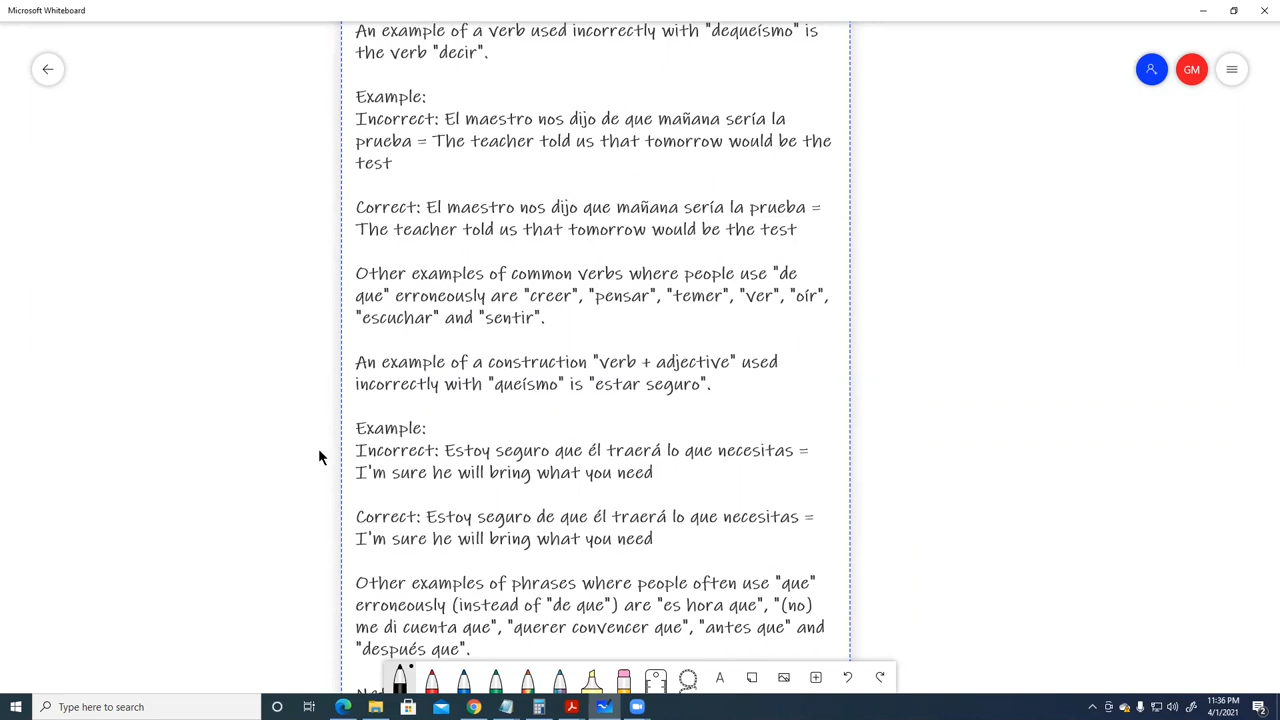 Microsoft Whiteboard
An example of a verb used incorrectly with "dequeísmo" is
the verb "decir".
GM
Example:
Incorrect: El maestro nos dijo de que mañana sería la
prueba = The teacher told us that tomorrow would be the
test
Correct: El maestro nos dijo que mañana sería la prueba =
The teacher told us that tomorrow would be the test
Other examples of common verbs where people use "de
que" erroneously are "creer", "pensar", "temer", "ver", "oír",
"escuchar" and "sentir".
An example of a construction "verb + adjective" used
incorrectly with "queísmo" is "estar seguro".
Example:
Incorrect: Estoy seguro que él traerá lo que necesitas =
I'm sure he will bring what you need
Correct: Estoy seguro de que él traerá lo que necesitas =
I'm sure he will bring what you need
Other examples of phrases where people often use "que"
erroneously (instead of "de que") are "es hora que", "(no)
me di cuenta que", "querer convencer que", "antes que" and
"después que".
A
Type here to search
11:36 PM
4/1/2021